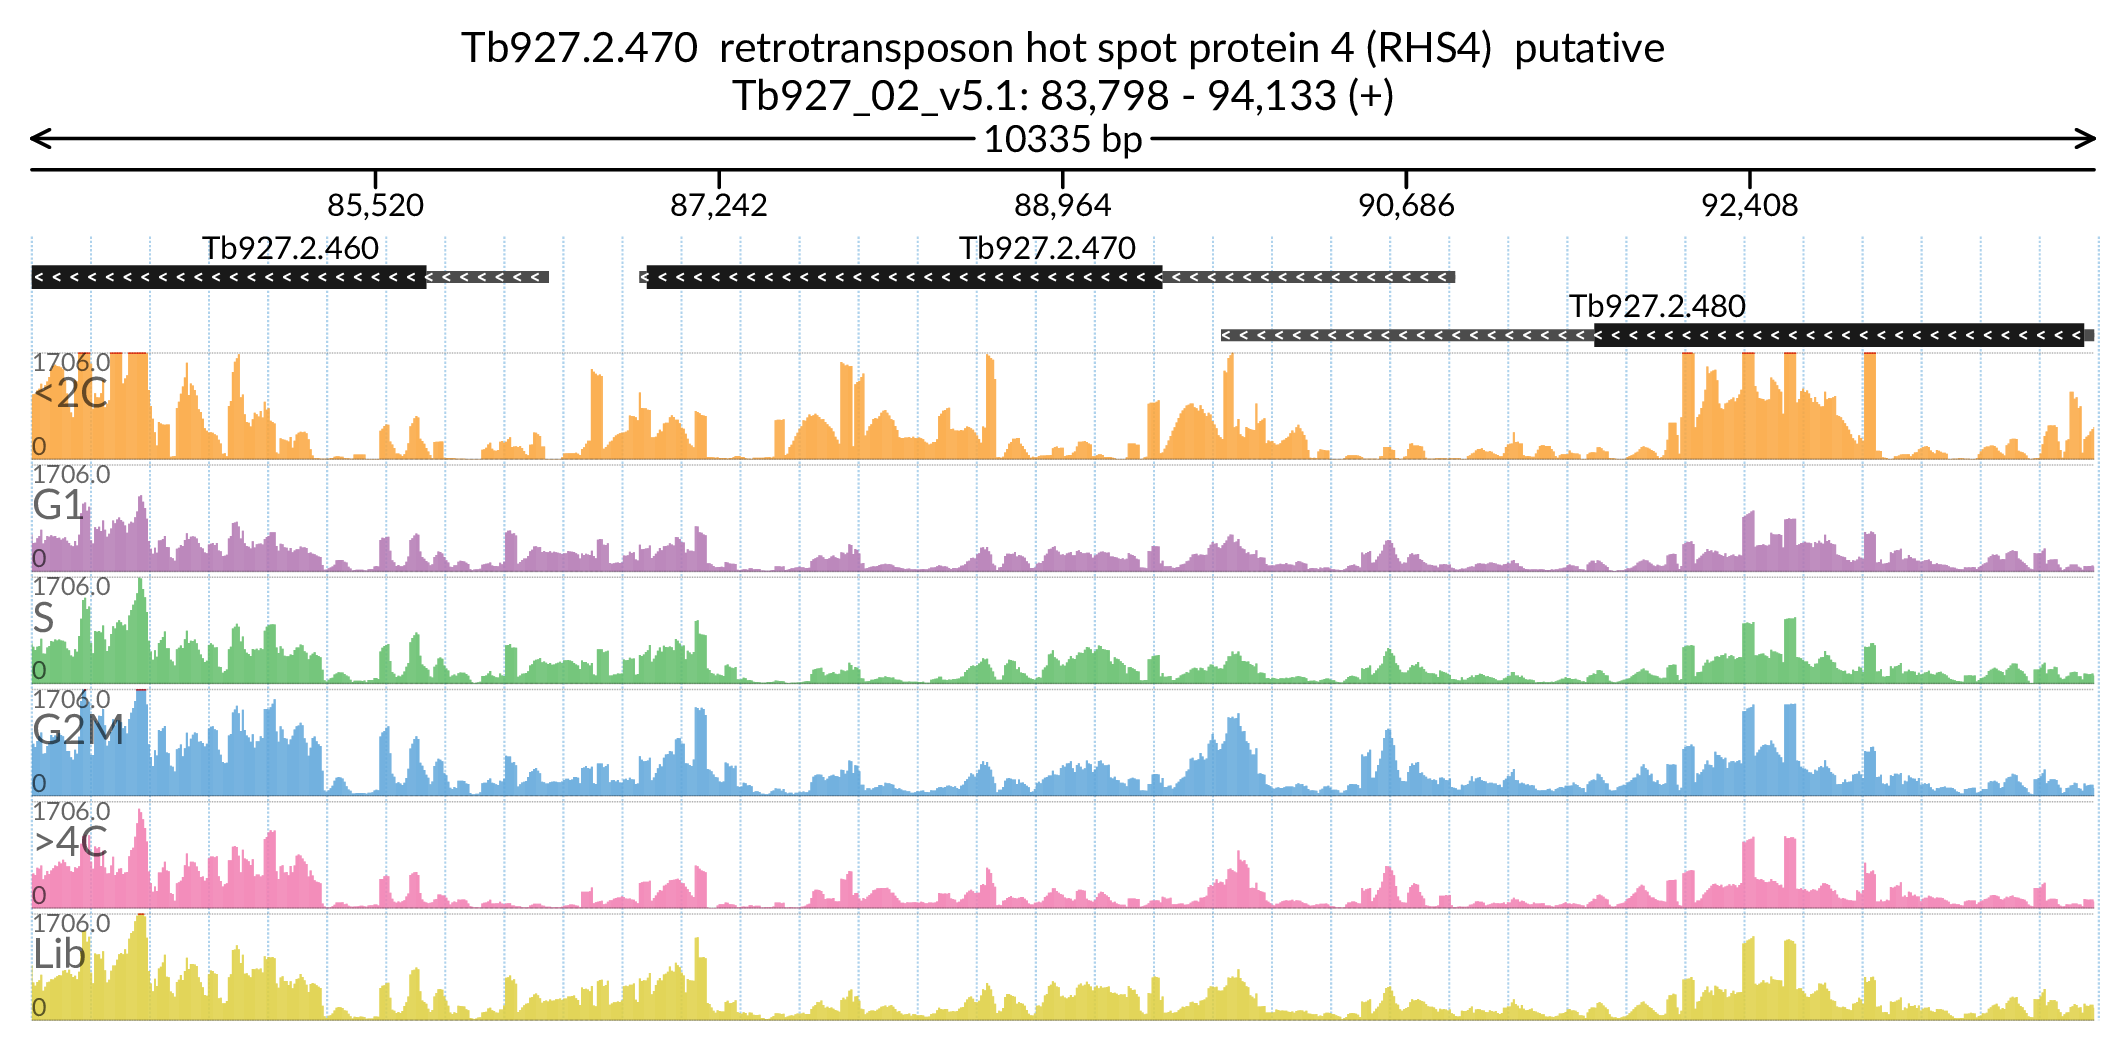 Tb927.2.470  retrotransposon hot spot protein 4 (RHS4)  putative
Tb927_02_v5.1: 83,798 - 94,133 (+)
10335 bp
85,520 87,242 88,964 90,686 92,408
Tb927.2.460 Tb927.2.470
Tb927.2.480
1706.0
<2C
0
1706.0
G1
0
1706.0
S
0
1706.0
G2M
0
1706.0
>4C
0
1706.0
Lib
0